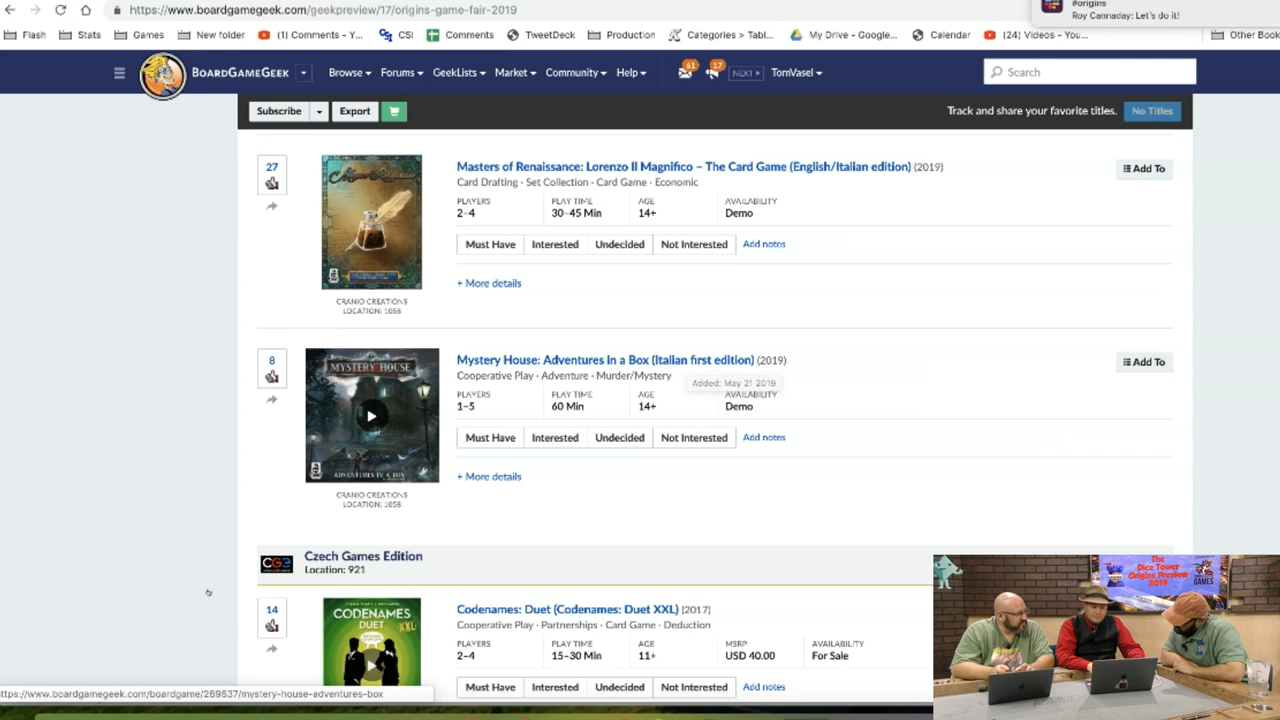 https://www.boardgamegeek.com/geekpreview/17/origins-game-fair-2019
#origins
Roy Cannaday: Let's do it!
Flash Stats Games New folder (1) Comments - Y... CSI Comments TweetDeck Production Categories > Tabl... My Drive - Google... Calendar (24) Videos - You... Other Book
BOARDGAMEGEEK Browse Forums GeekLists Market Community Help 61 17 NEXT TomVasel Search
Subscribe Export Track and share your favorite titles. No Titles
27 Masters of Renaissance: Lorenzo Il Magnifico – The Card Game (English/Italian edition) (2019) Add To
Card Drafting · Set Collection · Card Game · Economic
PLAYERS PLAY TIME AGE AVAILABILITY
2–4 30–45 Min 14+ Demo
Must Have Interested Undecided Not Interested Add notes
+ More details
CRANIO CREATIONS
LOCATION: 1058
8 Mystery House: Adventures in a Box (Italian first edition) (2019) Add To
MYSTERY HOUSE
Cooperative Play · Adventure · Murder/Mystery
Added: May 21 2019
PLAYERS PLAY TIME AGE AVAILABILITY
1–5 60 Min 14+ Demo
Must Have Interested Undecided Not Interested Add notes
ADVENTURES IN A BOX
+ More details
CRANIO CREATIONS
LOCATION: 1058
CGE Czech Games Edition
Location: 921
14 Codenames: Duet (Codenames: Duet XXL) (2017)
CODENAMES
DUET XXL
Cooperative Play · Partnerships · Card Game · Deduction
PLAYERS PLAY TIME AGE MSRP AVAILABILITY
2–4 15–30 Min 11+ USD 40.00 For Sale
Must Have Interested Undecided Not Interested Add notes
https://www.boardgamegeek.com/boardgame/269637/mystery-house-adventures-box
The
Dice Tower
Origins Preview
2019
GAMES